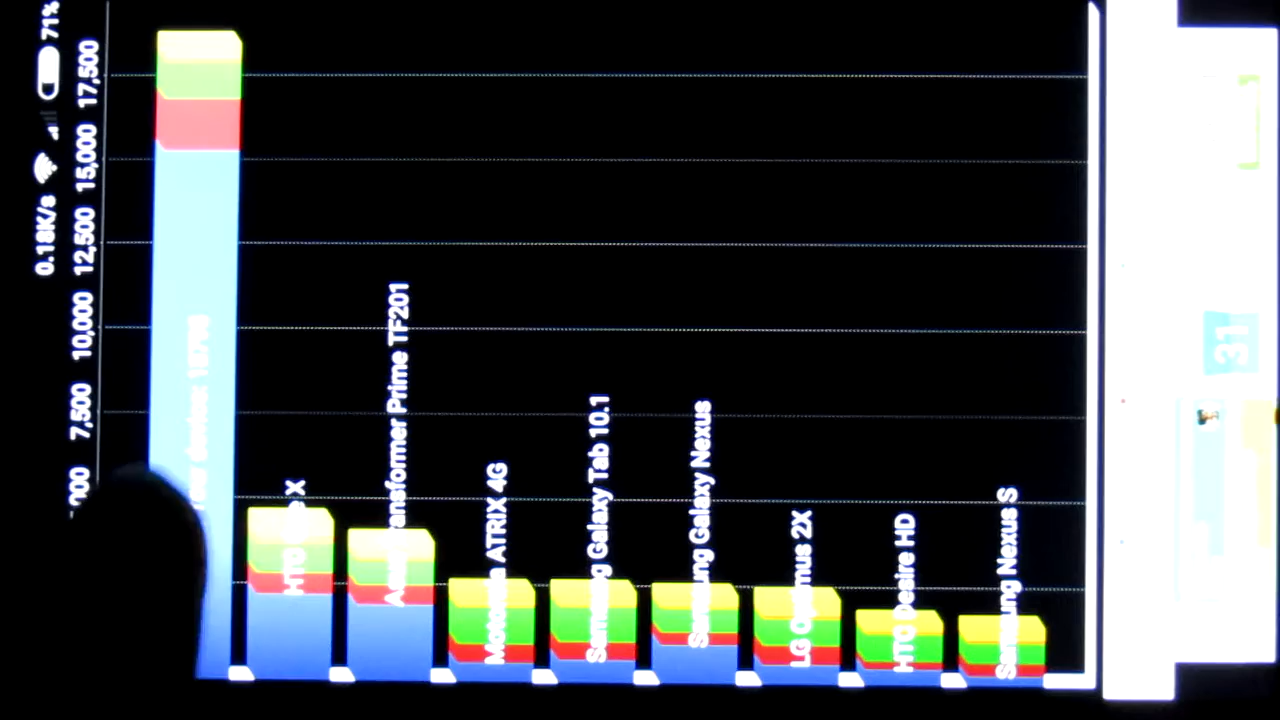 0.18K/s 71%
17,500
15,000
12,500
10,000
7,500
HTC X
Transformer Prime TF201
Motorola ATRIX 4G
Samsung Galaxy Tab 10.1
Samsung Galaxy Nexus
LG Optimus 2X
HTC Desire HD
Samsung Nexus S
31